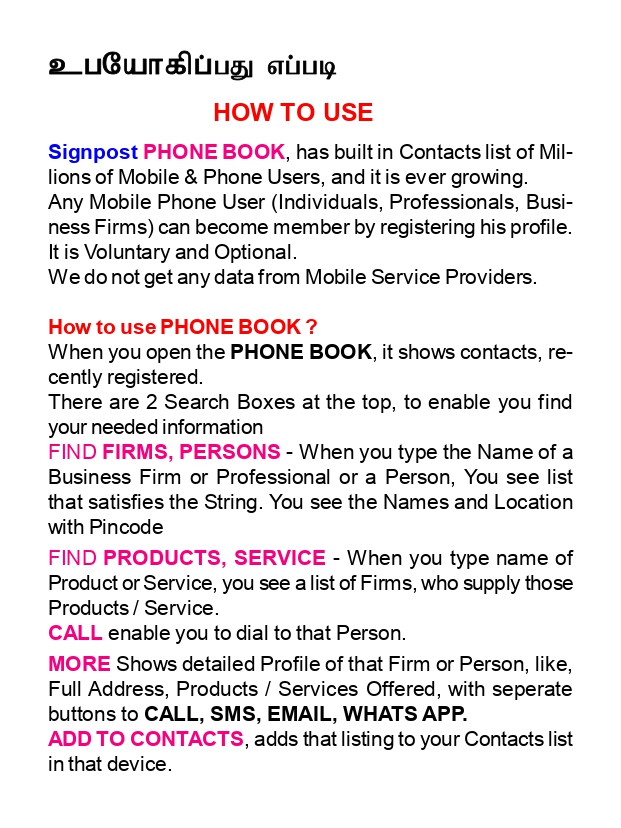 உபயோகிப்பது எப்படி
HOW TO USE
Signpost PHONE BOOK, has built in Contacts list of Mil-
lions of Mobile & Phone Users, and it is ever growing.
Any Mobile Phone User (Individuals, Professionals, Busi-
ness Firms) can become member by registering his profile.
It is Voluntary and Optional.
We do not get any data from Mobile Service Providers.
How to use PHONE BOOK ?
When you open the PHONE BOOK, it shows contacts, re-
cently registered.
There are 2 Search Boxes at the top, to enable you find
your needed information
FIND FIRMS, PERSONS - When you type the Name of a
Business Firm or Professional or a Person, You see list
that satisfies the String. You see the Names and Location
with Pincode
FIND PRODUCTS, SERVICE - When you type name of
Product or Service, you see a list of Firms, who supply those
Products / Service.
CALL enable you to dial to that Person.
MORE Shows detailed Profile of that Firm or Person, like,
Full Address, Products / Services Offered, with seperate
buttons to CALL, SMS, EMAIL, WHATS APP.
ADD TO CONTACTS, adds that listing to your Contacts list
in that device.